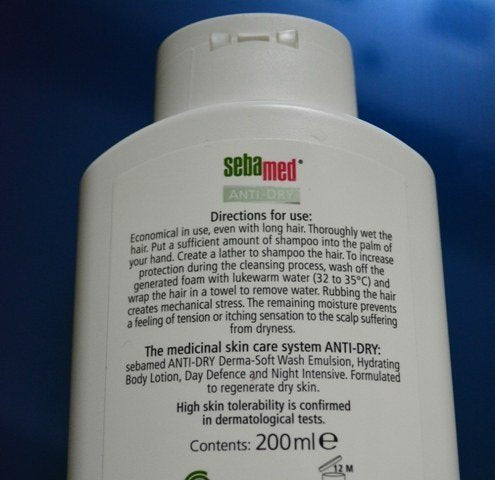 sebamed®
ANTI-DRY
Directions for use:
Economical in use, even with long hair. Thoroughly wet the
hair. Put a sufficient amount of shampoo into the palm of
your hand. Create a lather to shampoo the hair. To increase
protection during the cleansing process, wash off the
generated foam with lukewarm water (32 to 35°C) and
wrap the hair in a towel to remove water. Rubbing the hair
creates mechanical stress. The remaining moisture prevents
a feeling of tension or itching sensation to the scalp suffering
from dryness.
The medicinal skin care system ANTI-DRY:
sebamed ANTI-DRY Derma-Soft Wash Emulsion, Hydrating
Body Lotion, Day Defence and Night Intensive. Formulated
to regenerate dry skin.
High skin tolerability is confirmed
in dermatological tests.
Contents: 200ml℮
12 M